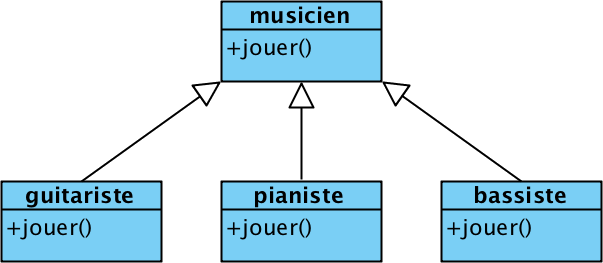 musicien
+jouer()
guitariste
+jouer()
pianiste
+jouer()
bassiste
+jouer()